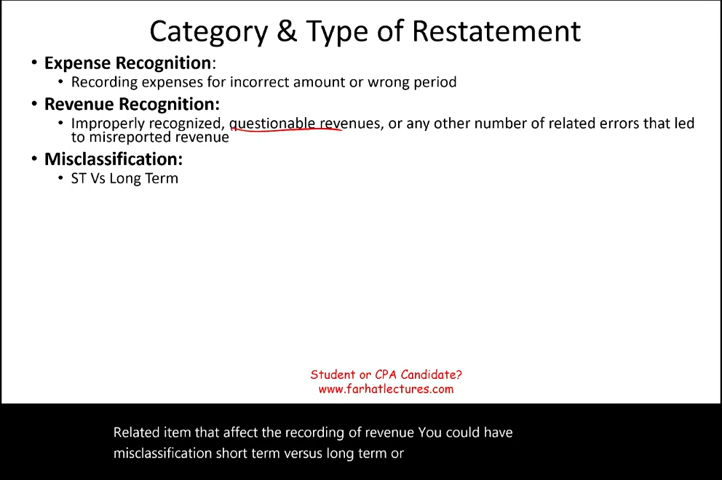 Category & Type of Restatement
• Expense Recognition:
• Recording expenses for incorrect amount or wrong period
• Revenue Recognition:
• Improperly recognized, questionable revenues, or any other number of related errors that led
to misreported revenue
• Misclassification:
• ST Vs Long Term
Student or CPA Candidate?
www.farhatlectures.com
Related item that affect the recording of revenue You could have
misclassification short term versus long term or